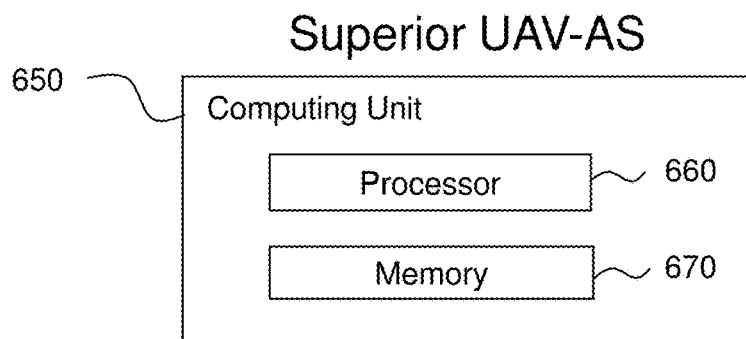 Superior UAV-AS
650
Computing Unit
Processor
660
Memory
670